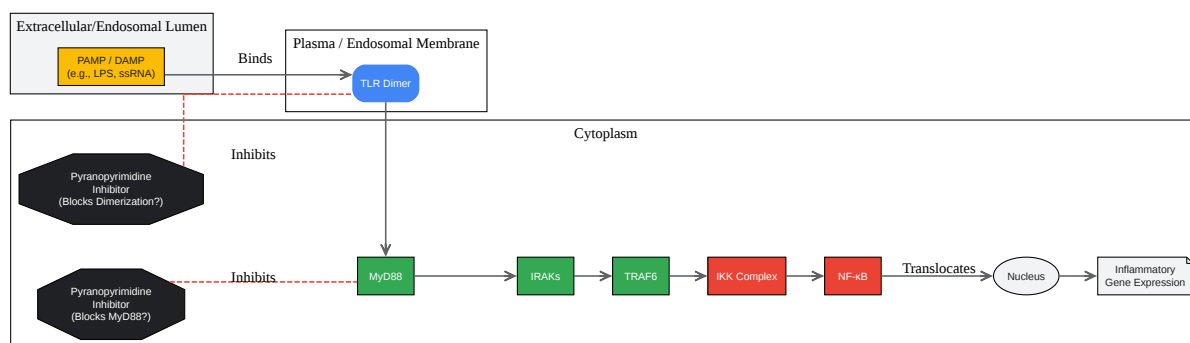 Extracellular/Endosomal Lumen
PAMP / DAMP
(e.g., LPS, ssRNA)
Binds
Plasma / Endosomal Membrane
TLR Dimer
Cytoplasm
Inhibits
Pyranopyrimidine
Inhibitor
(Blocks Dimerization?)
Inhibits
Pyranopyrimidine
Inhibitor
(Blocks MyD88?)
MyD88
IRAKs
TRAF6
IKK Complex
NF-κB
Translocates
Nucleus
Inflammatory
Gene Expression